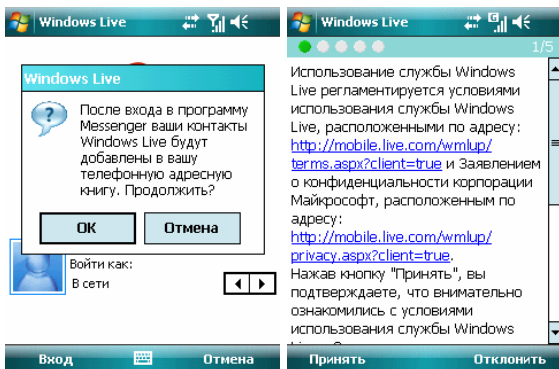 Windows Live
Windows Live
После входа в программу
Messenger ваши контакты
Windows Live будут
добавлены в вашу
телефонную адресную
книгу. Продолжить?
ОК
Отмена
Войти как:
В сети
Вход
Отмена
Windows Live
1/5
Использование службы Windows
Live регламентируется условиями
использования службы Windows
Live, расположенными по адресу:
http://mobile.live.com/wmlup/
terms.aspx?client=true и Заявлением
о конфиденциальности корпорации
Майкрософт, расположенным по
адресу:
http://mobile.live.com/wmlup/
privacy.aspx?client=true.
Нажав кнопку "Принять", вы
подтверждаете, что внимательно
ознакомились с условиями
использования службы Windows
Принять
Отклонить